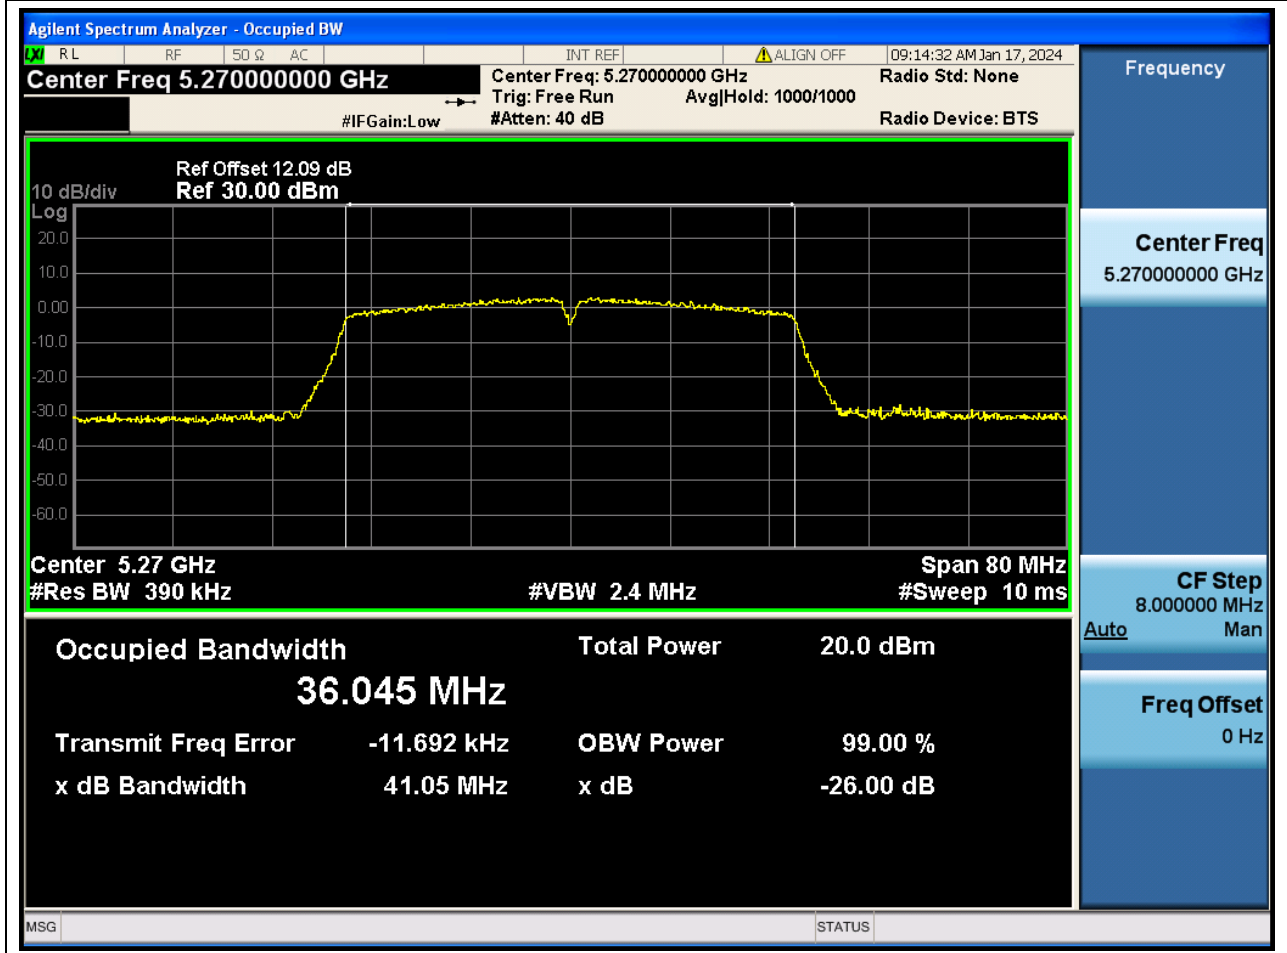 Agilent Spectrum Analyzer - Occupied BW
LXI RL RF 50 Ω AC INT REF ALIGN OFF 09:14:32 AM Jan 17, 2024
Center Freq 5.270000000 GHz
Center Freq: 5.270000000 GHz
Radio Std: None
Trig: Free Run Avg|Hold: 1000/1000
#IFGain:Low
#Atten: 40 dB
Radio Device: BTS
Ref Offset 12.09 dB
10 dB/div Ref 30.00 dBm
Log
20.0
10.0
0.00
-10.0
-20.0
-30.0
-40.0
-50.0
-60.0
Center 5.27 GHz Span 80 MHz
#Res BW 390 kHz #VBW 2.4 MHz #Sweep 10 ms
Occupied Bandwidth Total Power 20.0 dBm
36.045 MHz
Transmit Freq Error -11.692 kHz OBW Power 99.00 %
x dB Bandwidth 41.05 MHz x dB -26.00 dB
MSG STATUS
Frequency
Center Freq
5.270000000 GHz
CF Step
8.000000 MHz
Auto Man
Freq Offset
0 Hz